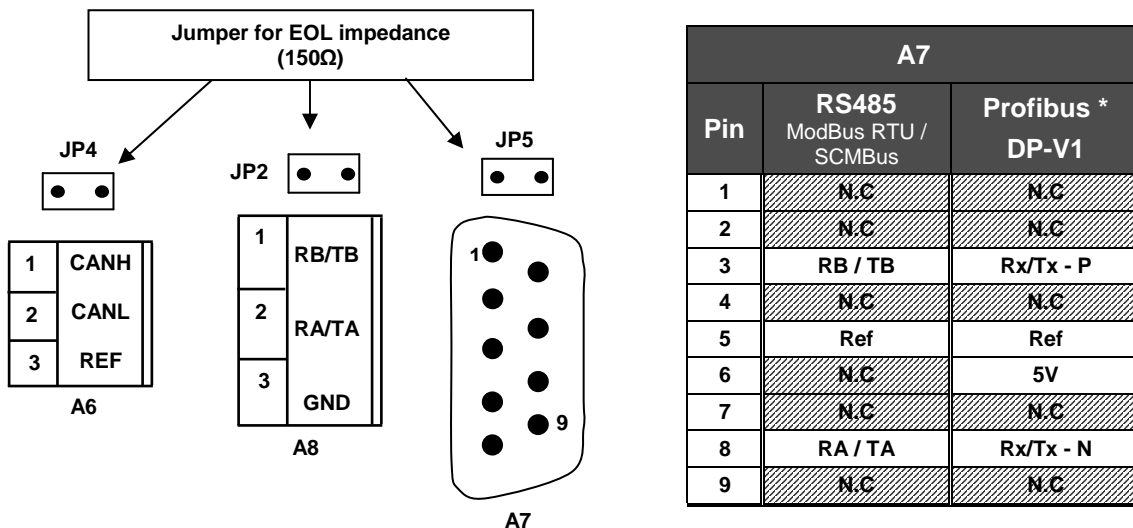 Jumper for EOL impedance
(150Ω)
JP4
JP2
JP5
1 CANH
2 CANL
3 REF
A6
1 RB/TB
2 RA/TA
3 GND
A8
1
9
A7
A7
Pin RS485 ModBus RTU / SCMBus Profibus * DP-V1
1 N.C N.C
2 N.C N.C
3 RB / TB Rx/Tx - P
4 N.C N.C
5 Ref Ref
6 N.C 5V
7 N.C N.C
8 RA / TA Rx/Tx - N
9 N.C N.C